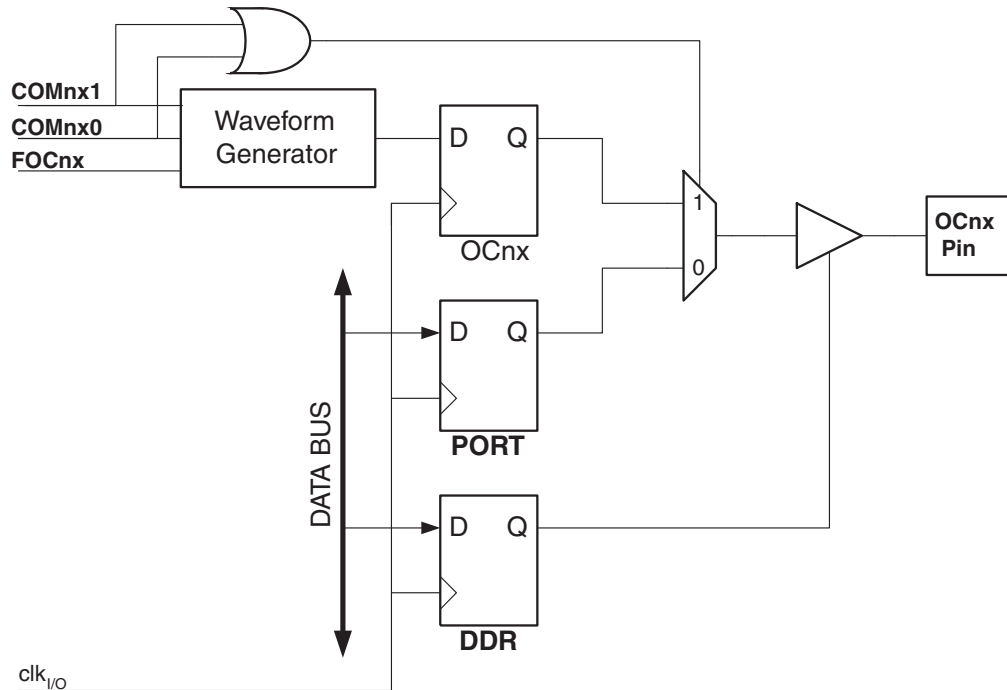 COMnx1
COMnx0
FOCnx
Waveform
Generator
D Q
OCnx
1
0
OCnx
Pin
D Q
PORT
DATA BUS
D Q
DDR
clkI/O